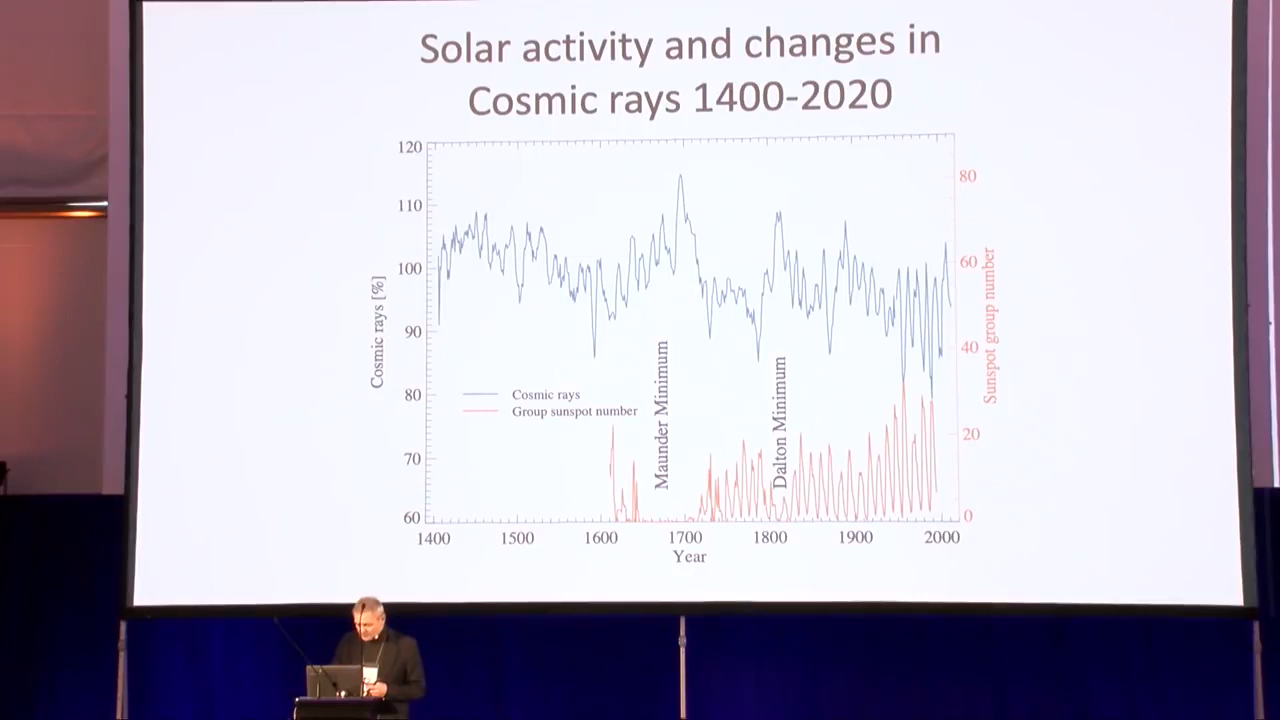 Solar activity and changes in
Cosmic rays 1400-2020
120
110
100
90
80
70
60
Cosmic rays [%]
80
60
40
20
0
Sunspot group number
Cosmic rays
Group sunspot number
Maunder Minimum
Dalton Minimum
1400 1500 1600 1700 1800 1900 2000
Year